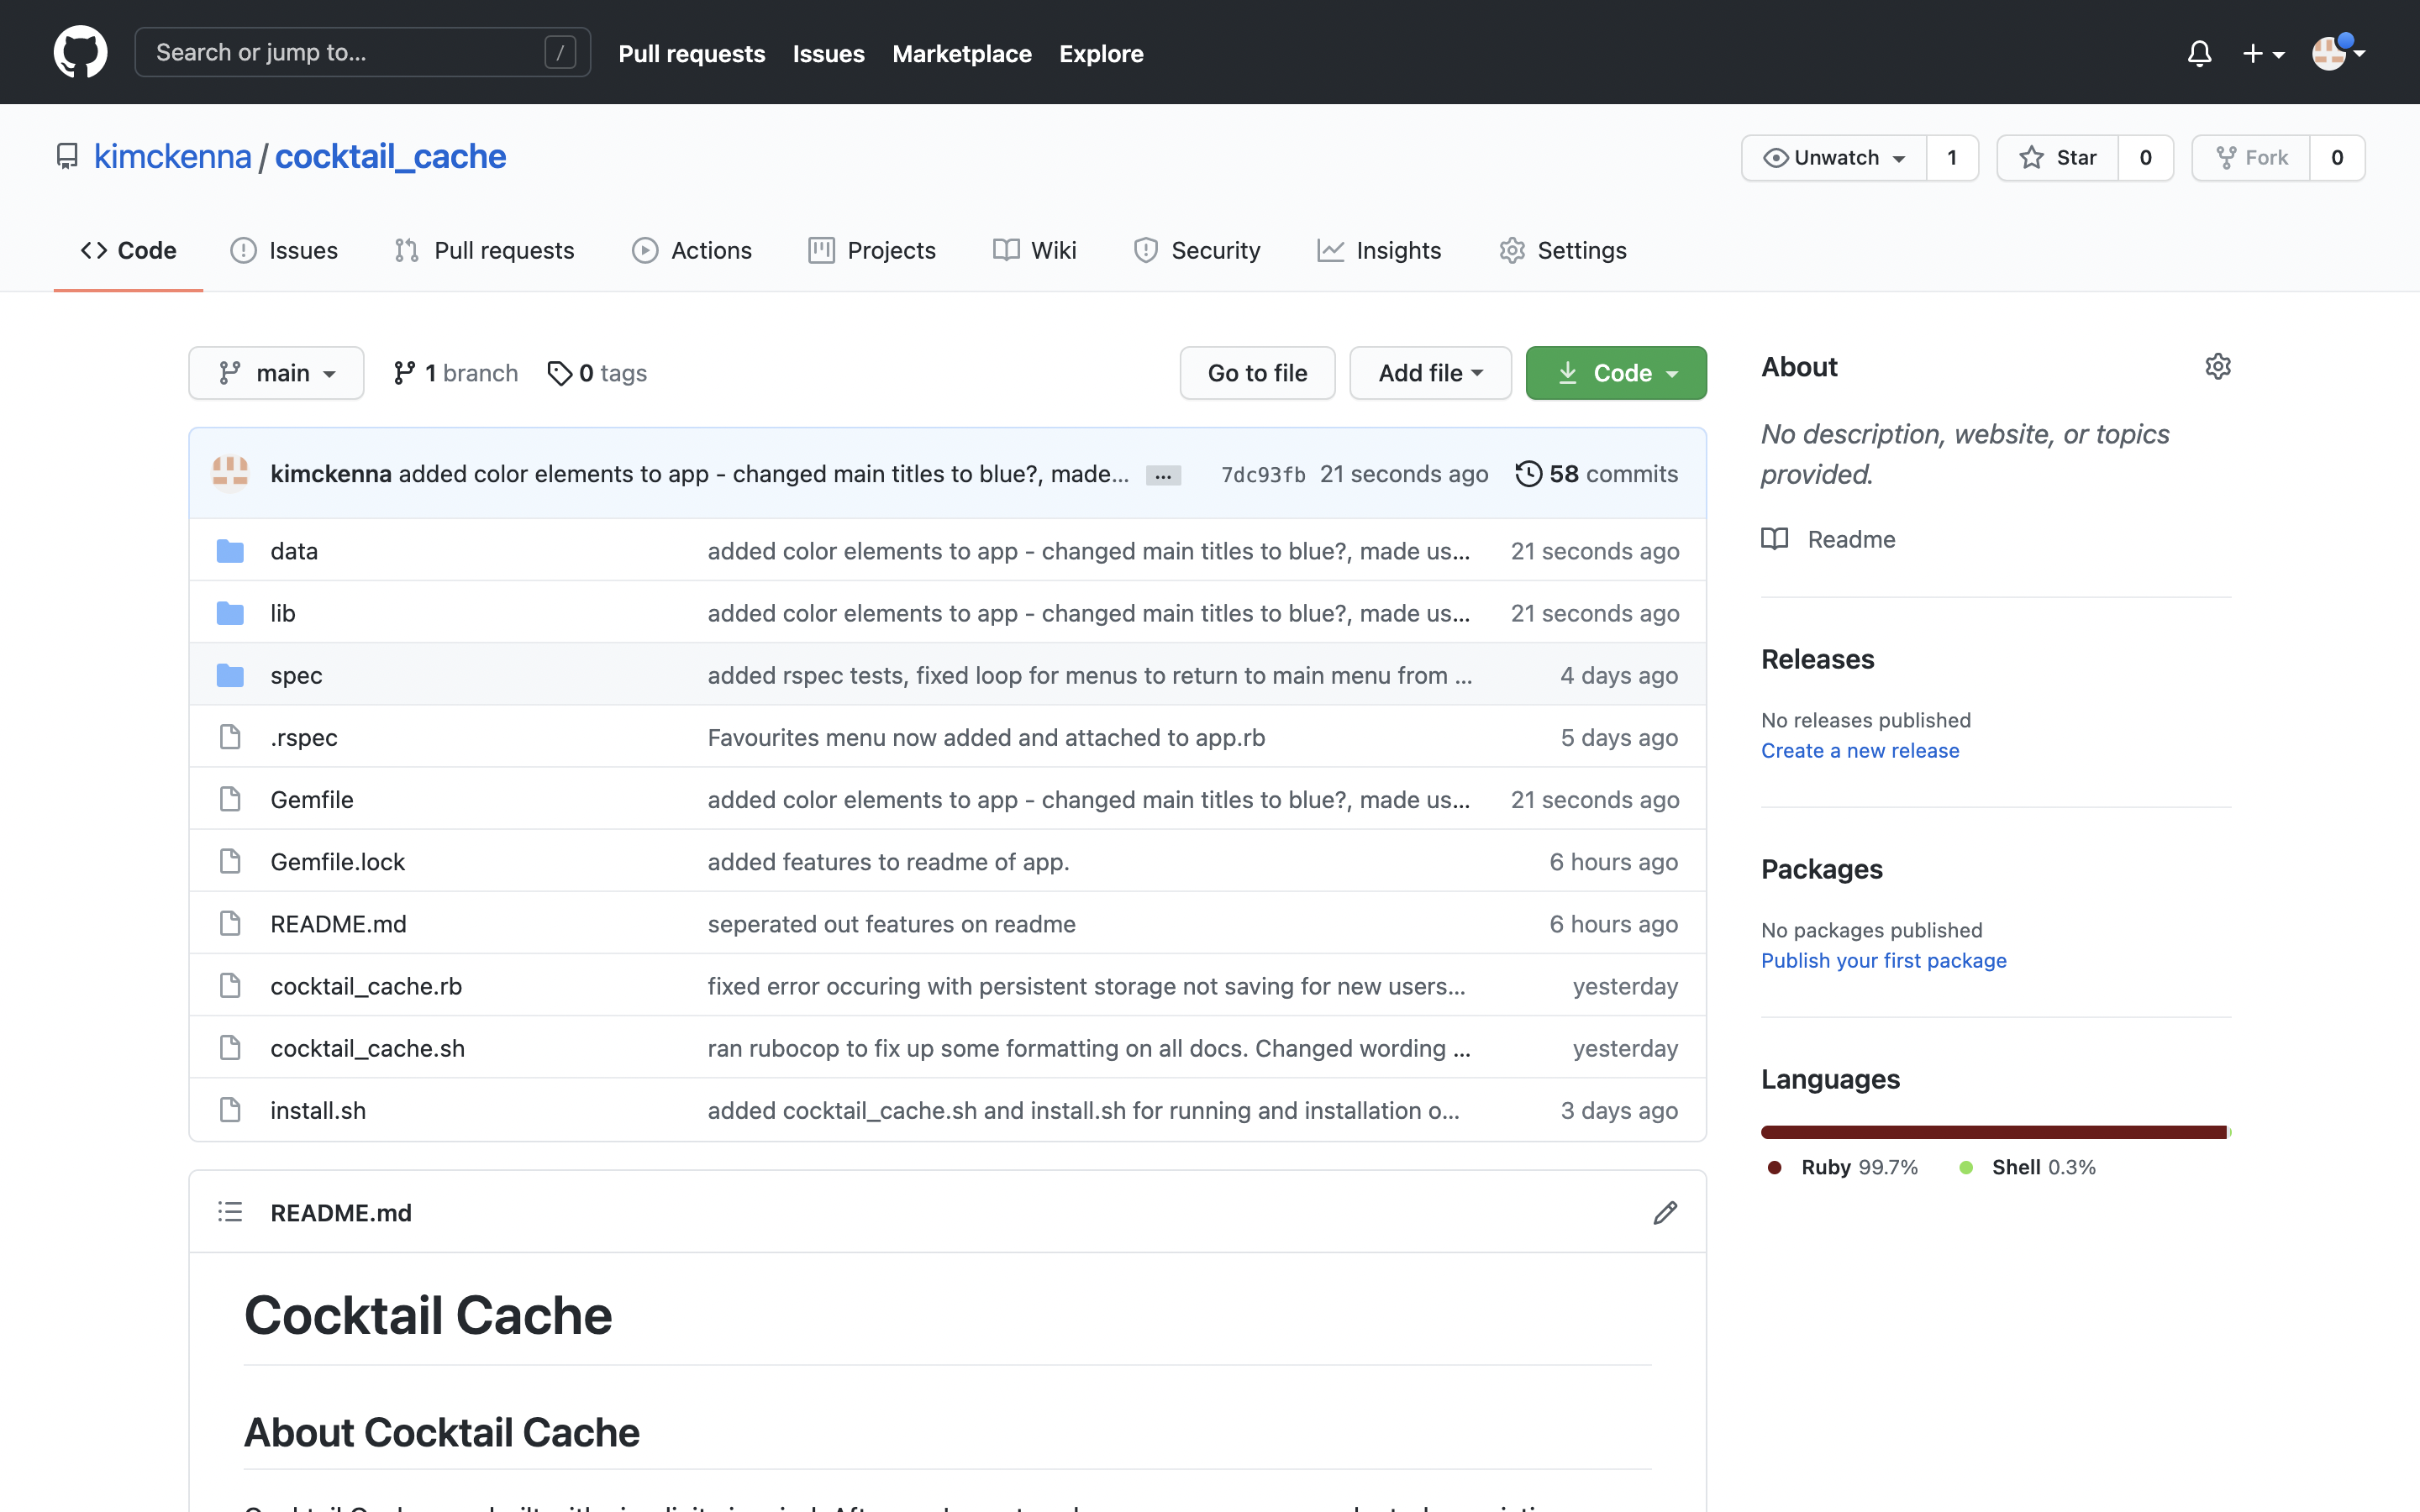 Search or jump to... /
Pull requests Issues Marketplace Explore
kimckenna / cocktail_cache
Unwatch 1 Star 0 Fork 0
Code Issues Pull requests Actions Projects Wiki Security Insights Settings
main 1 branch 0 tags
Go to file Add file Code
kimckenna added color elements to app - changed main titles to blue?, made... ... 7dc93fb 21 seconds ago 58 commits
data added color elements to app - changed main titles to blue?, made us... 21 seconds ago
lib added color elements to app - changed main titles to blue?, made us... 21 seconds ago
spec added rspec tests, fixed loop for menus to return to main menu from ... 4 days ago
.rspec Favourites menu now added and attached to app.rb 5 days ago
Gemfile added color elements to app - changed main titles to blue?, made us... 21 seconds ago
Gemfile.lock added features to readme of app. 6 hours ago
README.md seperated out features on readme 6 hours ago
cocktail_cache.rb fixed error occuring with persistent storage not saving for new users... yesterday
cocktail_cache.sh ran rubocop to fix up some formatting on all docs. Changed wording ... yesterday
install.sh added cocktail_cache.sh and install.sh for running and installation o... 3 days ago
README.md
Cocktail Cache
About Cocktail Cache
About
No description, website, or topics
provided.
Readme
Releases
No releases published
Create a new release
Packages
No packages published
Publish your first package
Languages
Ruby 99.7% Shell 0.3%